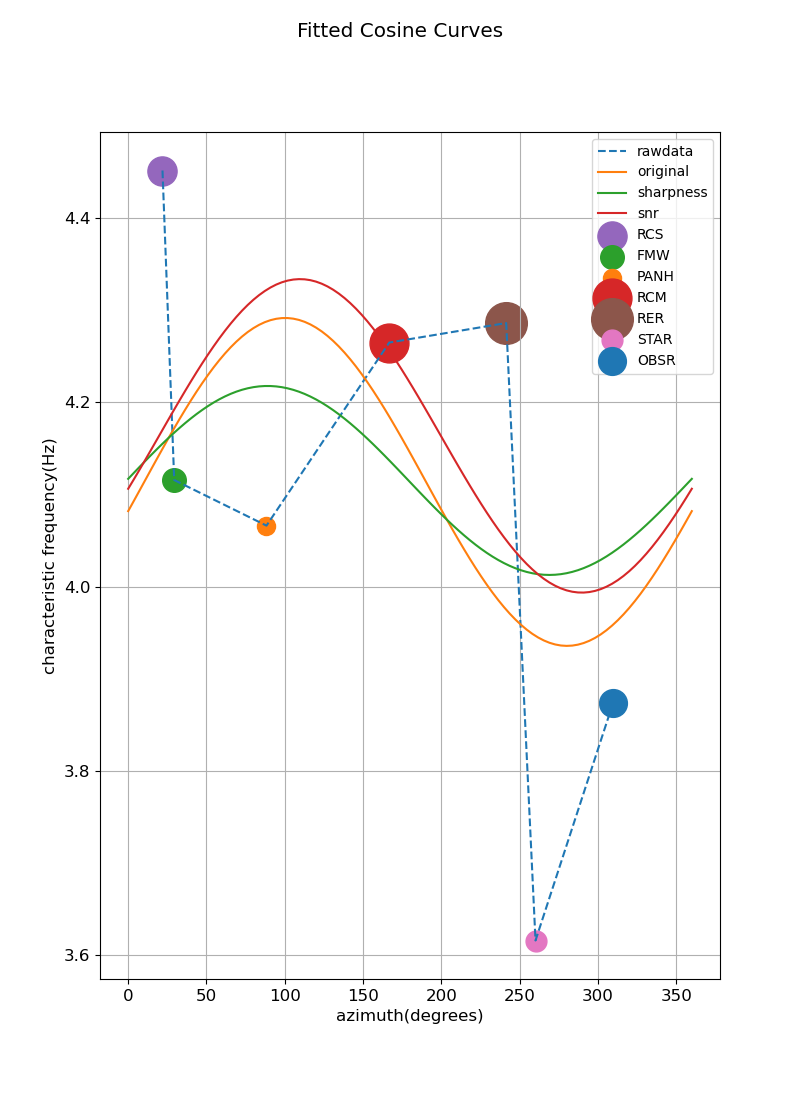 Fitted Cosine Curves
rawdata
original
sharpness
snr
RCS
FMW
PANH
RCM
RER
STAR
OBSR
characteristic frequency(Hz)
4.4
4.2
4.0
3.8
3.6
0 50 100 150 200 250 300 350
azimuth(degrees)